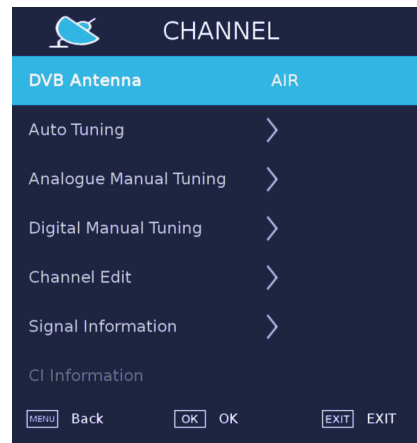 CHANNEL
DVB Antenna AIR
Auto Tuning
Analogue Manual Tuning
Digital Manual Tuning
Channel Edit
Signal Information
CI Information
MENU Back OK OK EXIT EXIT